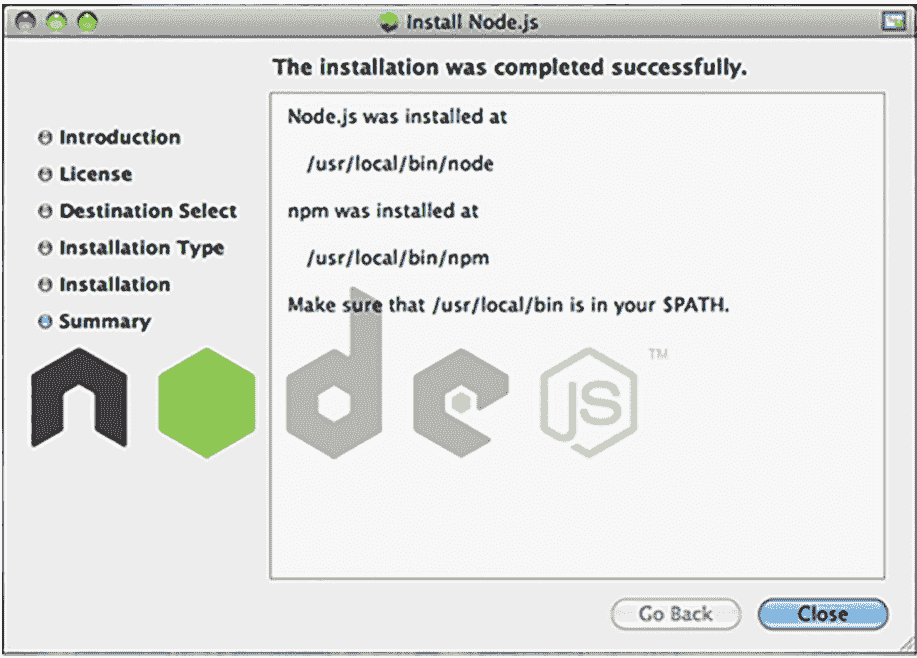 Install Node.js
The installation was completed successfully.
Introduction
License
Destination Select
Installation Type
Installation
Summary
Node.js was installed at
/usr/local/bin/node
npm was installed at
/usr/local/bin/npm
Make sure that /usr/local/bin is in your $PATH.
node JS TM
Go Back
Close